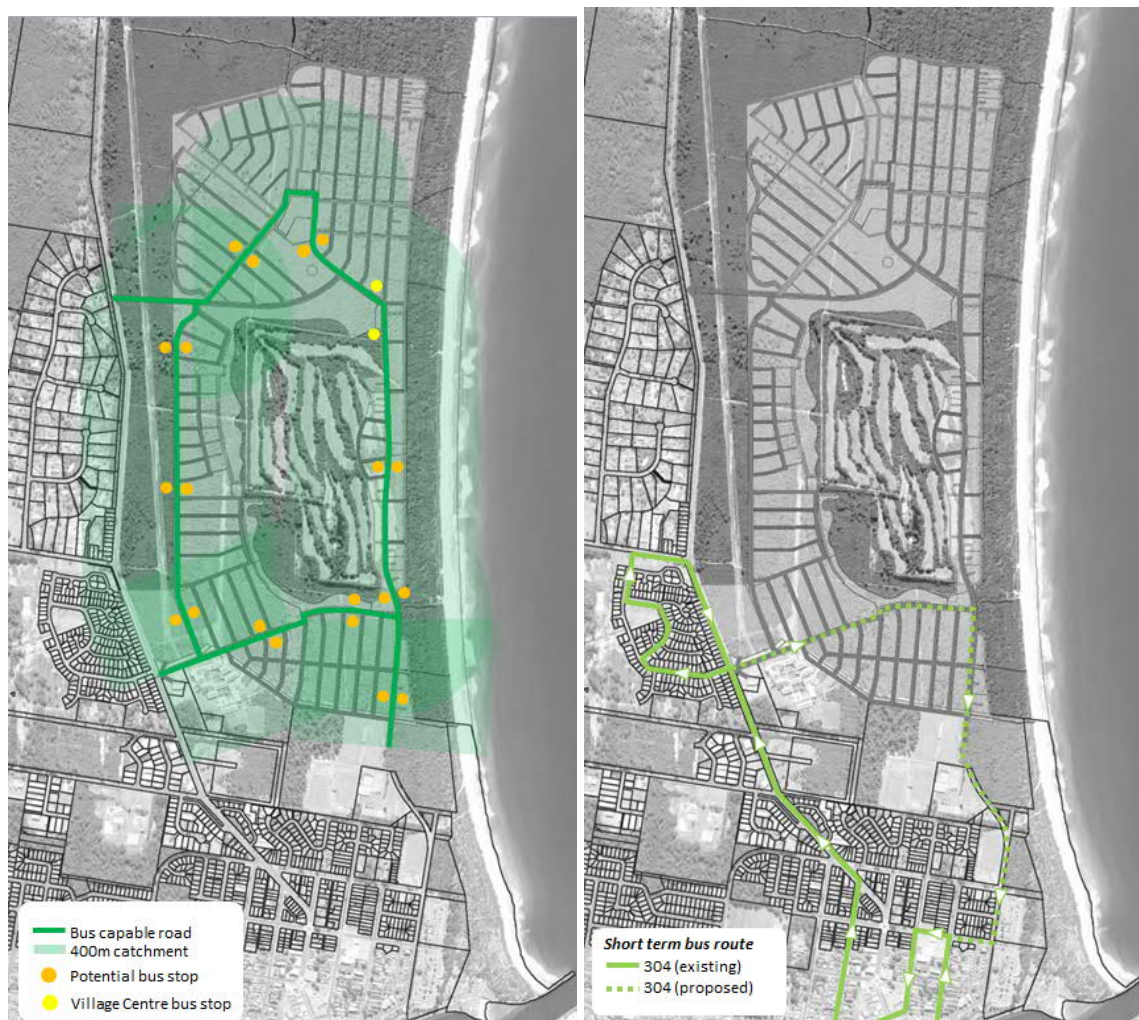 Bus capable road
400m catchment
Potential bus stop
Village Centre bus stop
Short term bus route
304 (existing)
304 (proposed)